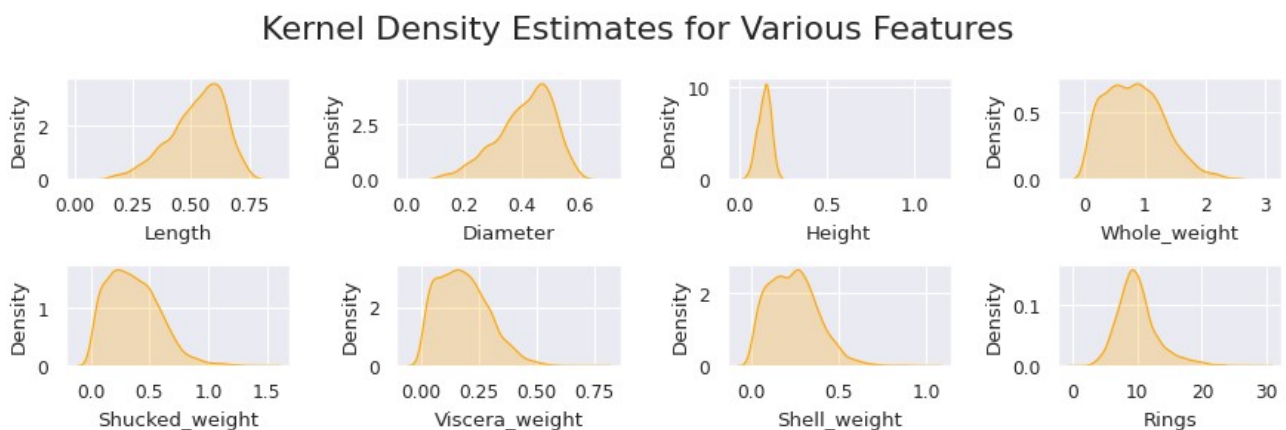 Kernel Density Estimates for Various Features
Density
2
0
0.00 0.25 0.50 0.75
Length
Density
2.5
0.0
0.0 0.2 0.4 0.6
Diameter
Density
10
0
0.0 0.5 1.0
Height
Density
0.5
0.0
0 1 2 3
Whole_weight
Density
1
0
0.0 0.5 1.0 1.5
Shucked_weight
Density
2
0
0.00 0.25 0.50 0.75
Viscera_weight
Density
2
0
0.0 0.5 1.0
Shell_weight
Density
0.1
0.0
0 10 20 30
Rings